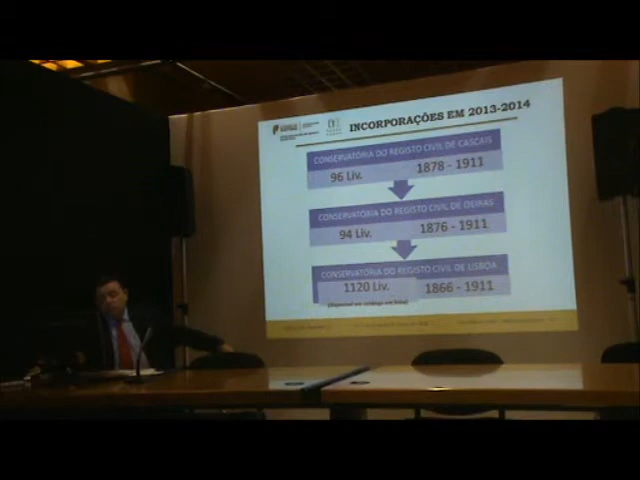 INCORPORAÇÕES EM 2013-2014
CONSERVATÓRIA DO REGISTO CIVIL DE CASCAIS
96 Liv. 1878 - 1911
CONSERVATÓRIA DO REGISTO CIVIL DE OEIRAS
94 Liv. 1876 - 1911
CONSERVATÓRIA DO REGISTO CIVIL DE LISBOA
1120 Liv. 1866 - 1911